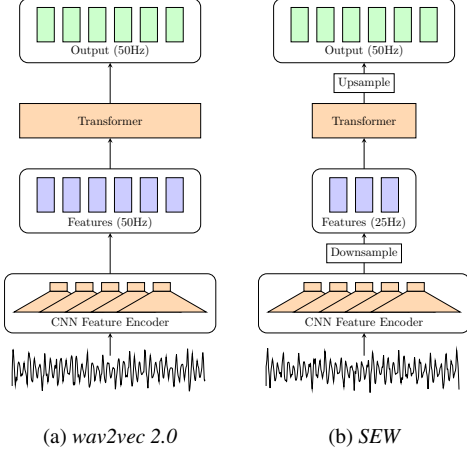 Output (50Hz)
Transformer
Features (50Hz)
CNN Feature Encoder
(a) wav2vec 2.0
Output (50Hz)
Upsample
Transformer
Features (25Hz)
Downsample
CNN Feature Encoder
(b) SEW